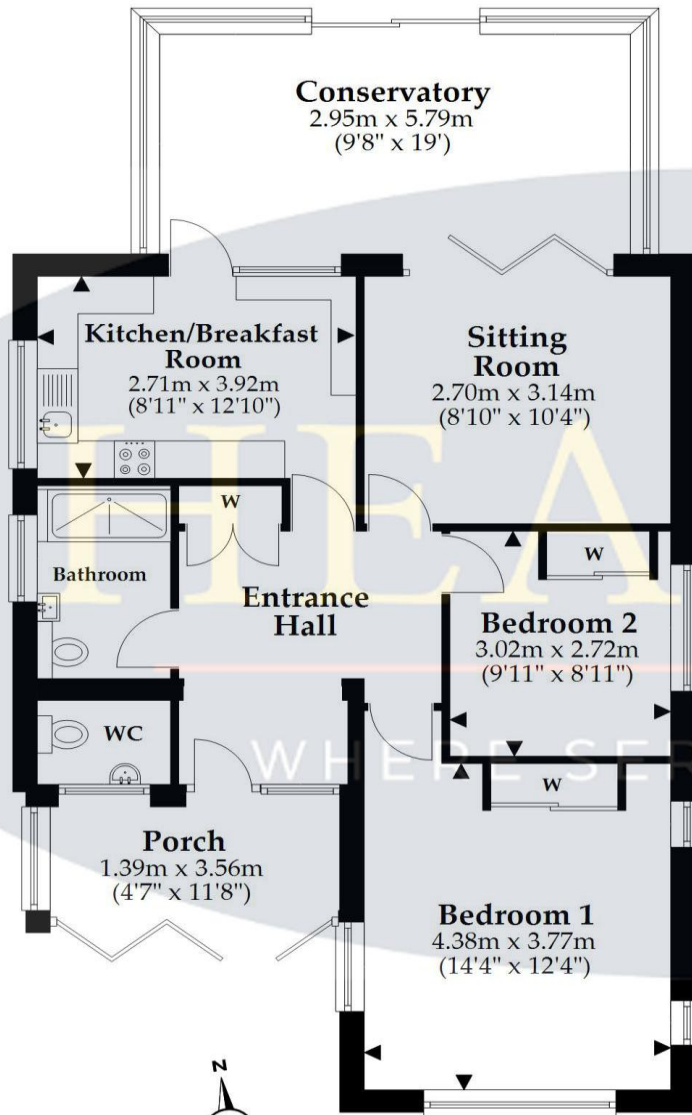 Conservatory
2.95m x 5.79m
(9'8" x 19')
Kitchen/Breakfast
Room
2.71m x 3.92m
(8'11" x 12'10")
Sitting
Room
2.70m x 3.14m
(8'10" x 10'4")
HEA
W
Bathroom
Entrance
Hall
W
Bedroom 2
3.02m x 2.72m
(9'11" x 8'11")
WC
WHERE SER
W
Porch
1.39m x 3.56m
(4'7" x 11'8")
Bedroom 1
4.38m x 3.77m
(14'4" x 12'4")
N